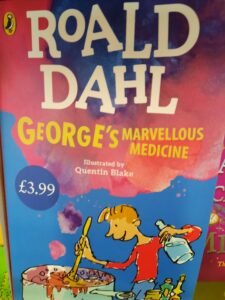 ROALD
DAHL
GEORGE'S MARVELLOUS
MEDICINE
Illustrated by
Quentin Blake
£3.99